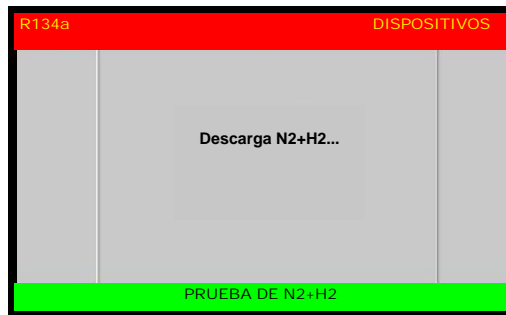 R134a DISPOSITIVOS
Descarga N2+H2...
PRUEBA DE N2+H2